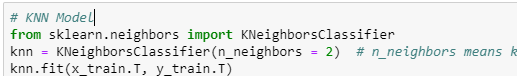 # KNN Model
from sklearn.neighbors import KNeighborsClassifier
knn = KNeighborsClassifier(n_neighbors = 2)  # n_neighbors means k
knn.fit(x_train.T, y_train.T)